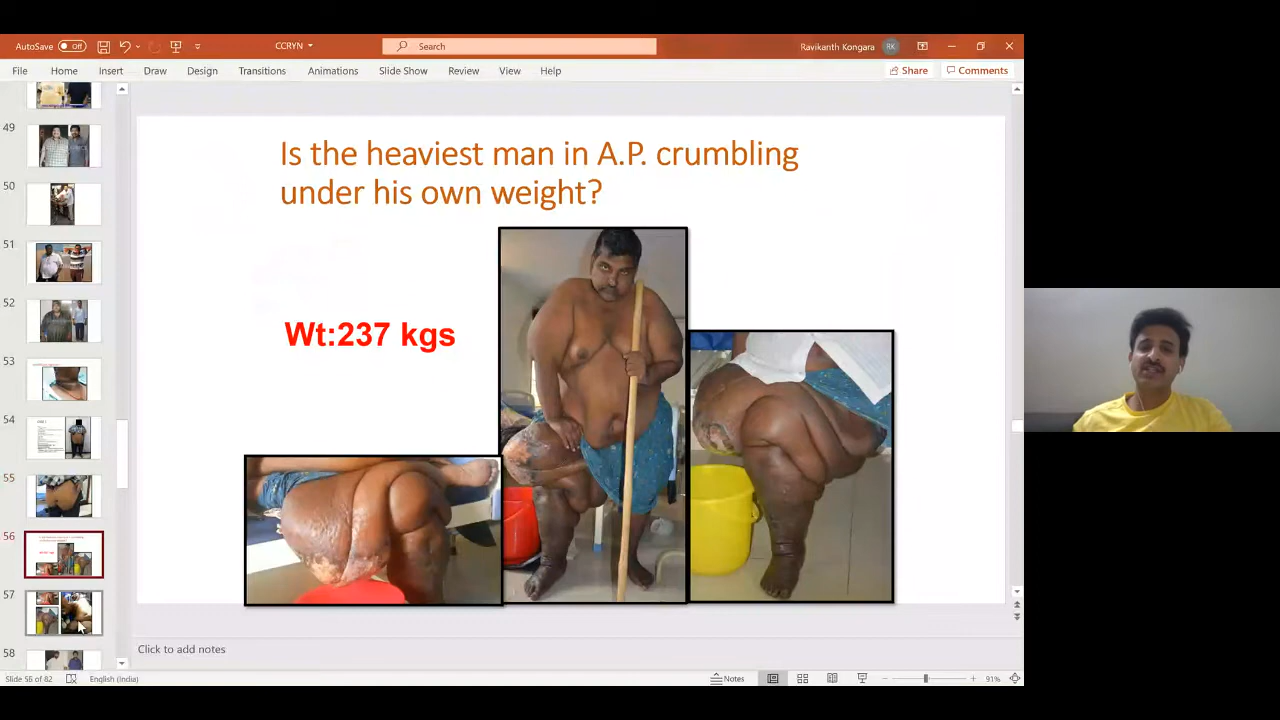 AutoSave Off
CCRYN
Search
Ravikanth Kongara RK
File Home Insert Draw Design Transitions Animations Slide Show Review View Help
Share Comments
49
50
51
52
53
54
55
56
57
58
Is the heaviest man in A.P. crumbling
under his own weight?
Wt:237 kgs
Click to add notes
Slide 56 of 82 English (India) Notes 91%